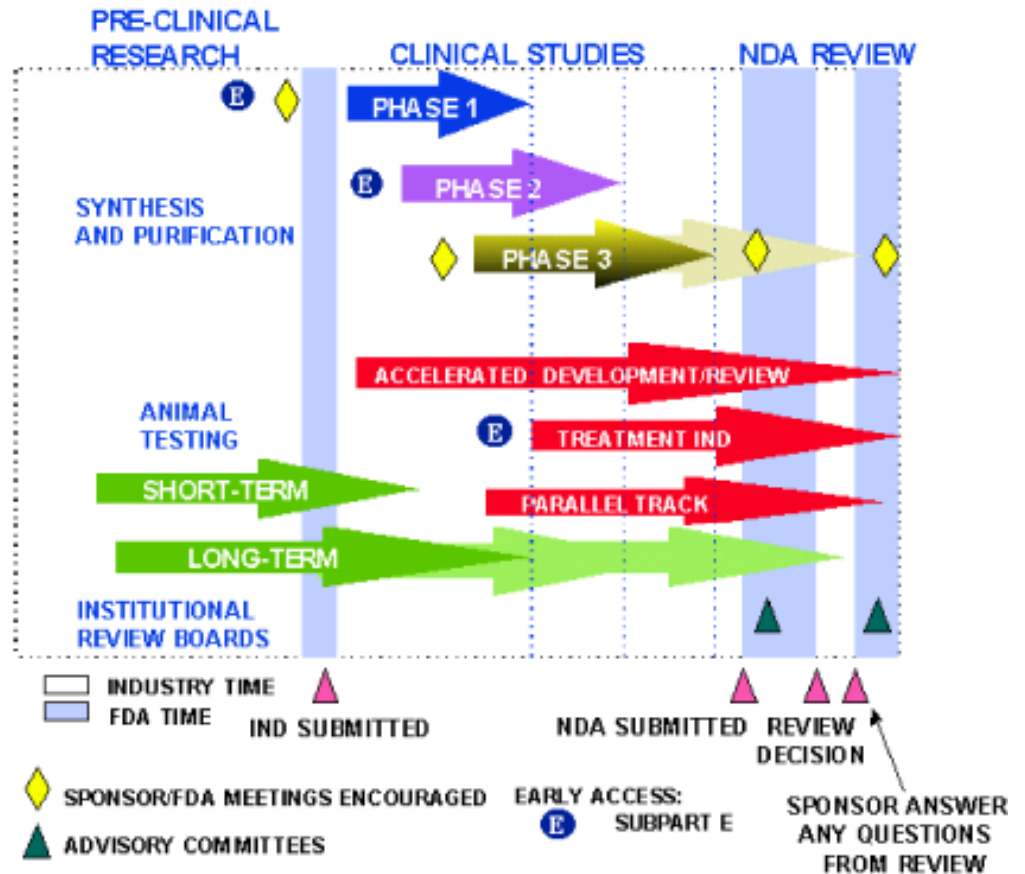 PRE-CLINICAL
RESEARCH
CLINICAL STUDIES
NDA REVIEW
E
PHASE 1
E
PHASE 2
SYNTHESIS
AND PURIFICATION
PHASE 3
ACCELERATED DEVELOPMENT/REVIEW
ANIMAL
TESTING
E
TREATMENT IND
SHORT-TERM
PARALLEL TRACK
LONG-TERM
INSTITUTIONAL
REVIEW BOARDS
INDUSTRY TIME
FDA TIME
IND SUBMITTED
NDA SUBMITTED
REVIEW
DECISION
SPONSOR/FDA MEETINGS ENCOURAGED
ADVISORY COMMITTEES
EARLY ACCESS:
E
SUBPART E
SPONSOR ANSWER
ANY QUESTIONS
FROM REVIEW